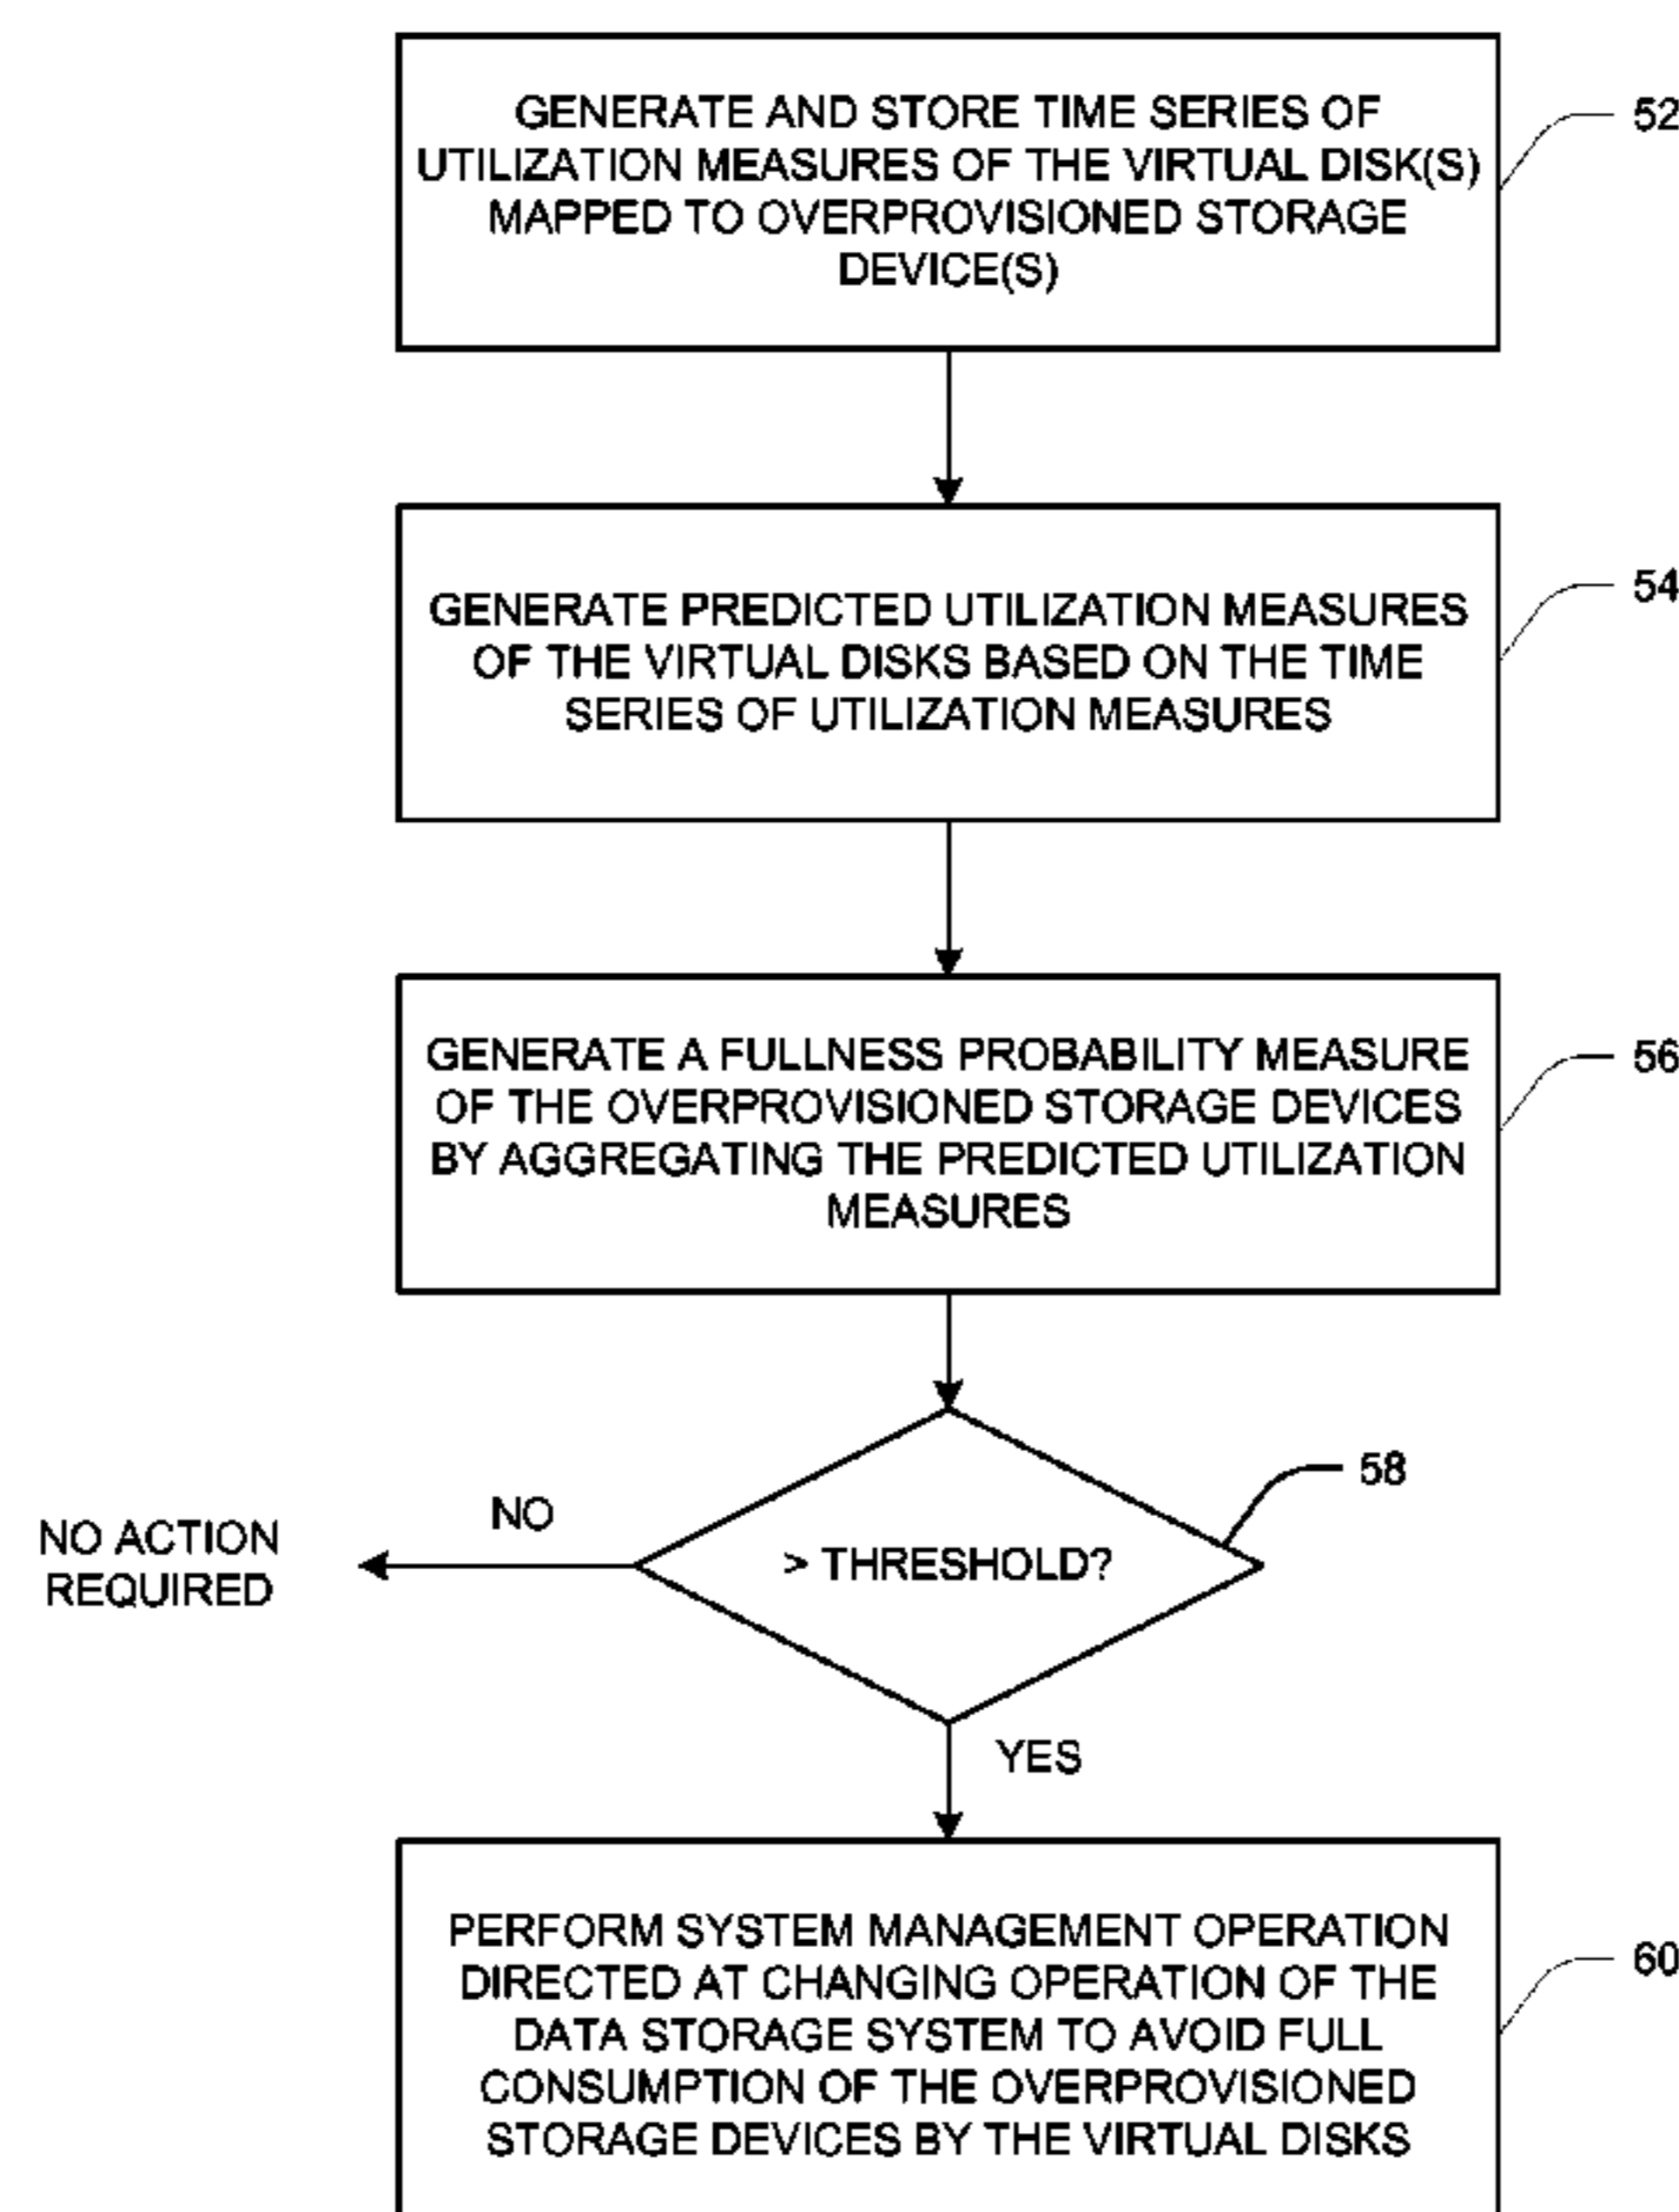 GENERATE AND STORE TIME SERIES OF
UTILIZATION MEASURES OF THE VIRTUAL DISK(S)
MAPPED TO OVERPROVISIONED STORAGE
DEVICE(S)
52
GENERATE PREDICTED UTILIZATION MEASURES
OF THE VIRTUAL DISKS BASED ON THE TIME
SERIES OF UTILIZATION MEASURES
54
GENERATE A FULLNESS PROBABILITY MEASURE
OF THE OVERPROVISIONED STORAGE DEVICES
BY AGGREGATING THE PREDICTED UTILIZATION
MEASURES
56
58
NO
NO ACTION
REQUIRED
> THRESHOLD?
YES
PERFORM SYSTEM MANAGEMENT OPERATION
DIRECTED AT CHANGING OPERATION OF THE
DATA STORAGE SYSTEM TO AVOID FULL
CONSUMPTION OF THE OVERPROVISIONED
STORAGE DEVICES BY THE VIRTUAL DISKS
60